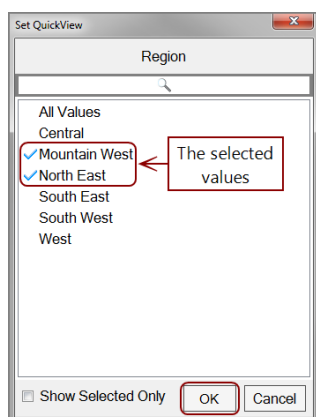 Set QuickView
Region
All Values
Central
Mountain West
North East
South East
South West
West
The selected
values
Show Selected Only
OK
Cancel